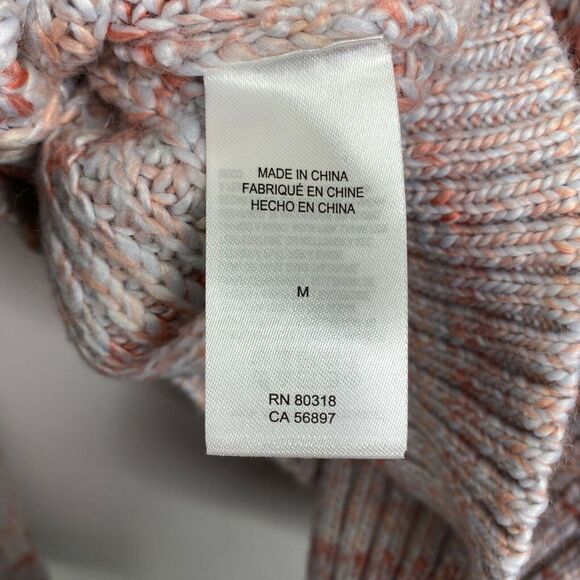 MADE IN CHINA
FABRIQUÉ EN CHINE
HECHO EN CHINA
M
RN 80318
CA 56897